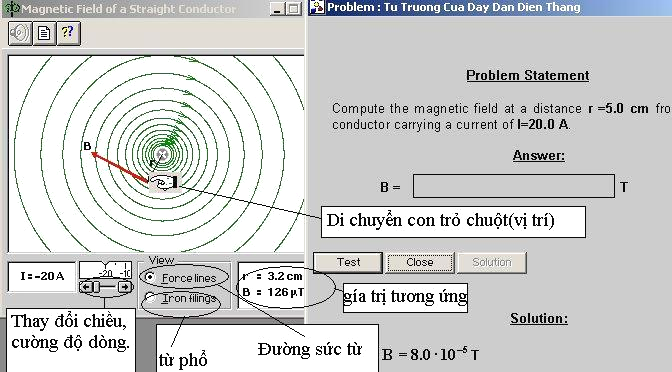 Magnetic Field of a Straight Conductor
Problem : Tu Truong Cua Day Dan Dien Thang
??
Problem Statement
Compute the magnetic field at a distance r =5.0 cm fro
conductor carrying a current of I=20.0 A.
Answer:
B = T
B
r
Di chuyển con trỏ chuột(vị trí)
Test Close Solution
I=-20A
-20 -10
View
Force lines
Iron filings
r = 3.2 cm
B = 126 µT
gía trị tương ứng
Thay đổi chiều,
cường độ dòng.
từ phổ
Đường sức từ
Solution:
B = 8.0 · 10⁻⁵ T